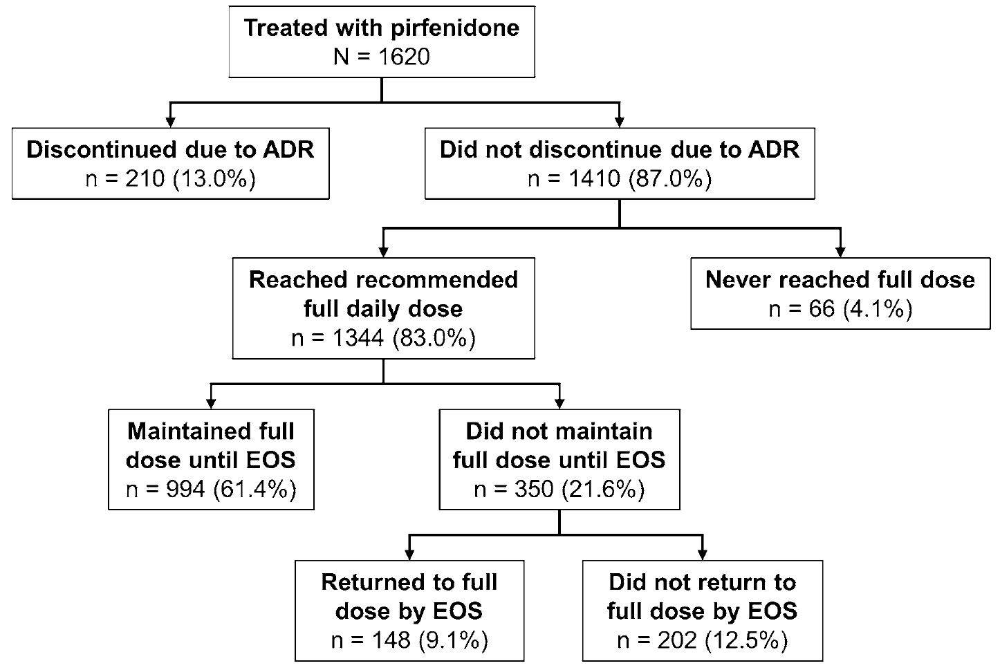 Treated with pirfenidone
N = 1620
Discontinued due to ADR
n = 210 (13.0%)
Did not discontinue due to ADR
n = 1410 (87.0%)
Reached recommended
full daily dose
n = 1344 (83.0%)
Never reached full dose
n = 66 (4.1%)
Maintained full
dose until EOS
n = 994 (61.4%)
Did not maintain
full dose until EOS
n = 350 (21.6%)
Returned to full
dose by EOS
n = 148 (9.1%)
Did not return to
full dose by EOS
n = 202 (12.5%)